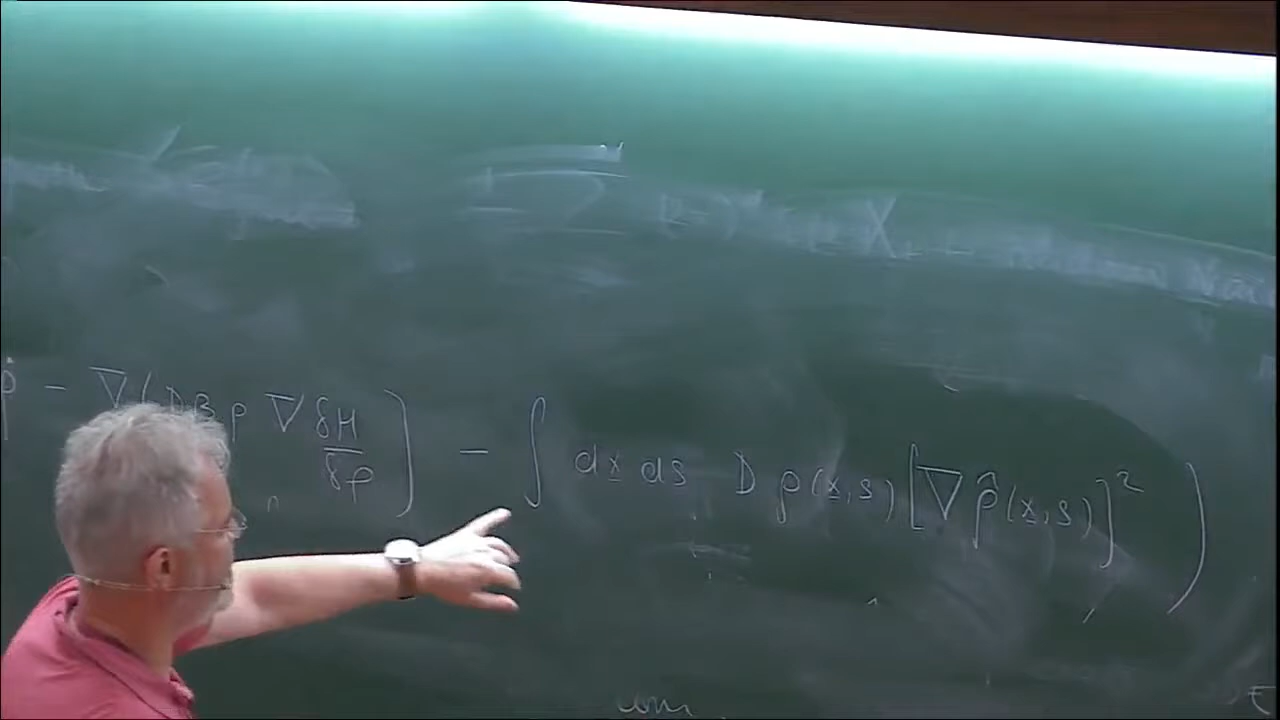 ρ̇ − ∇(Dβρ ∇ δH/δρ] − ∫ dx ds D ρ(x,s)[∇ρ̂(x,s)]² )